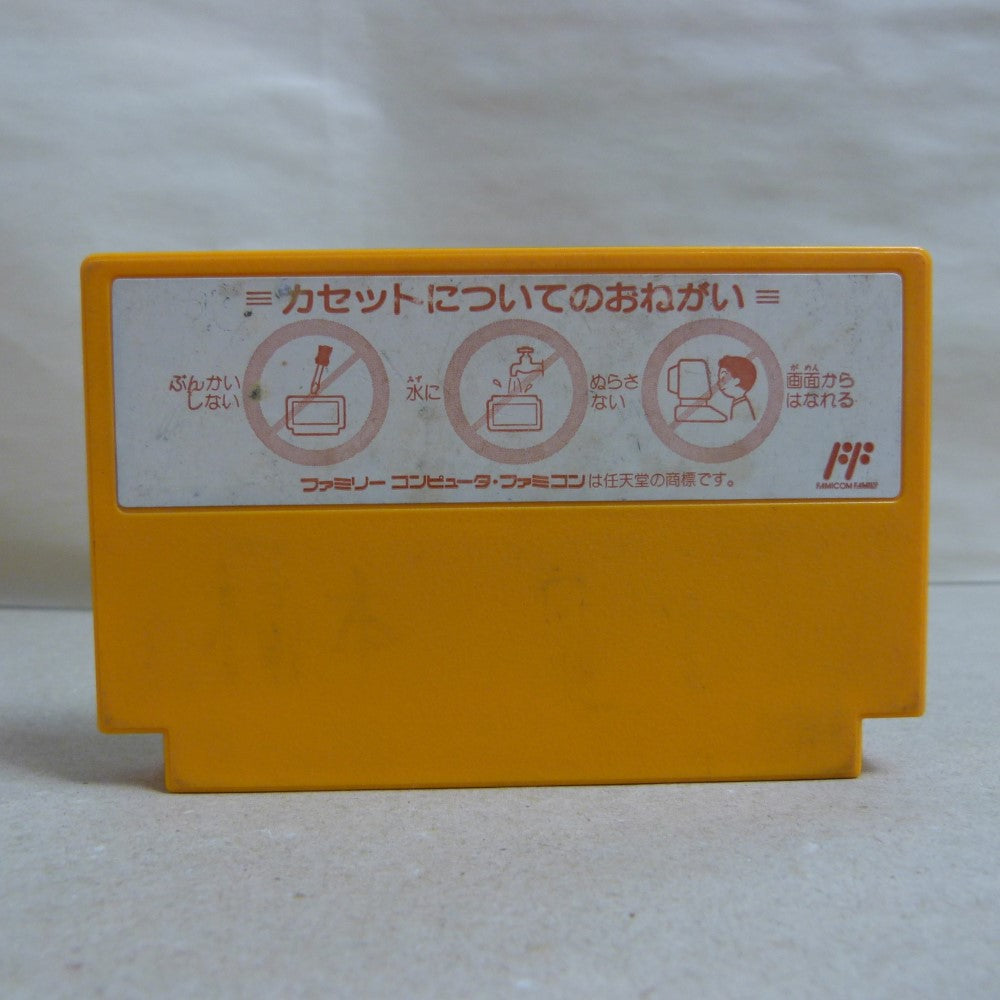 カセットについてのおねがい
ぶんかい
しない
みず
水に
ぬらさ
ない
が めん
画面から
はなれる
ファミリー コンピュータ・ファミコンは任天堂の商標です。
FF
FAMICOM FAMILY